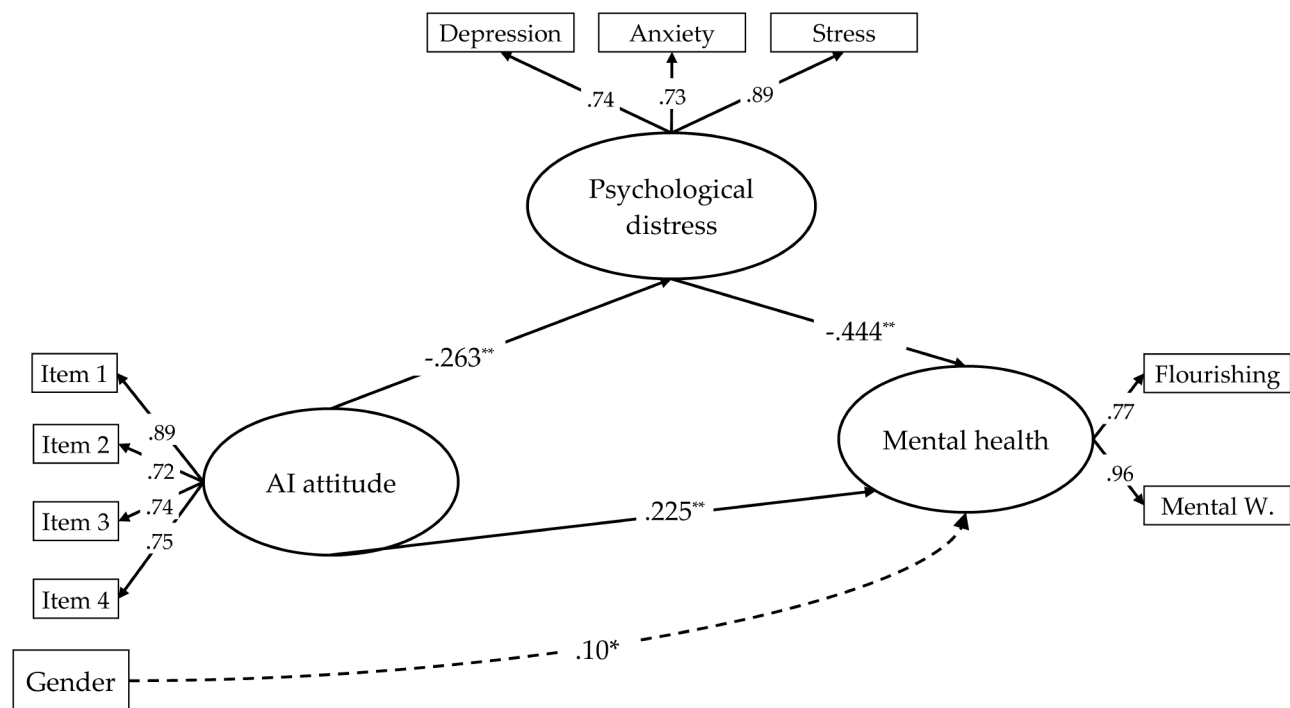 Depression
Anxiety
Stress
.74
.73
.89
Psychological
distress
-.263**
-.444**
Item 1
Item 2
Item 3
Item 4
.89
.72
.74
.75
AI attitude
Mental health
.77
.96
Flourishing
Mental W.
.225**
.10*
Gender